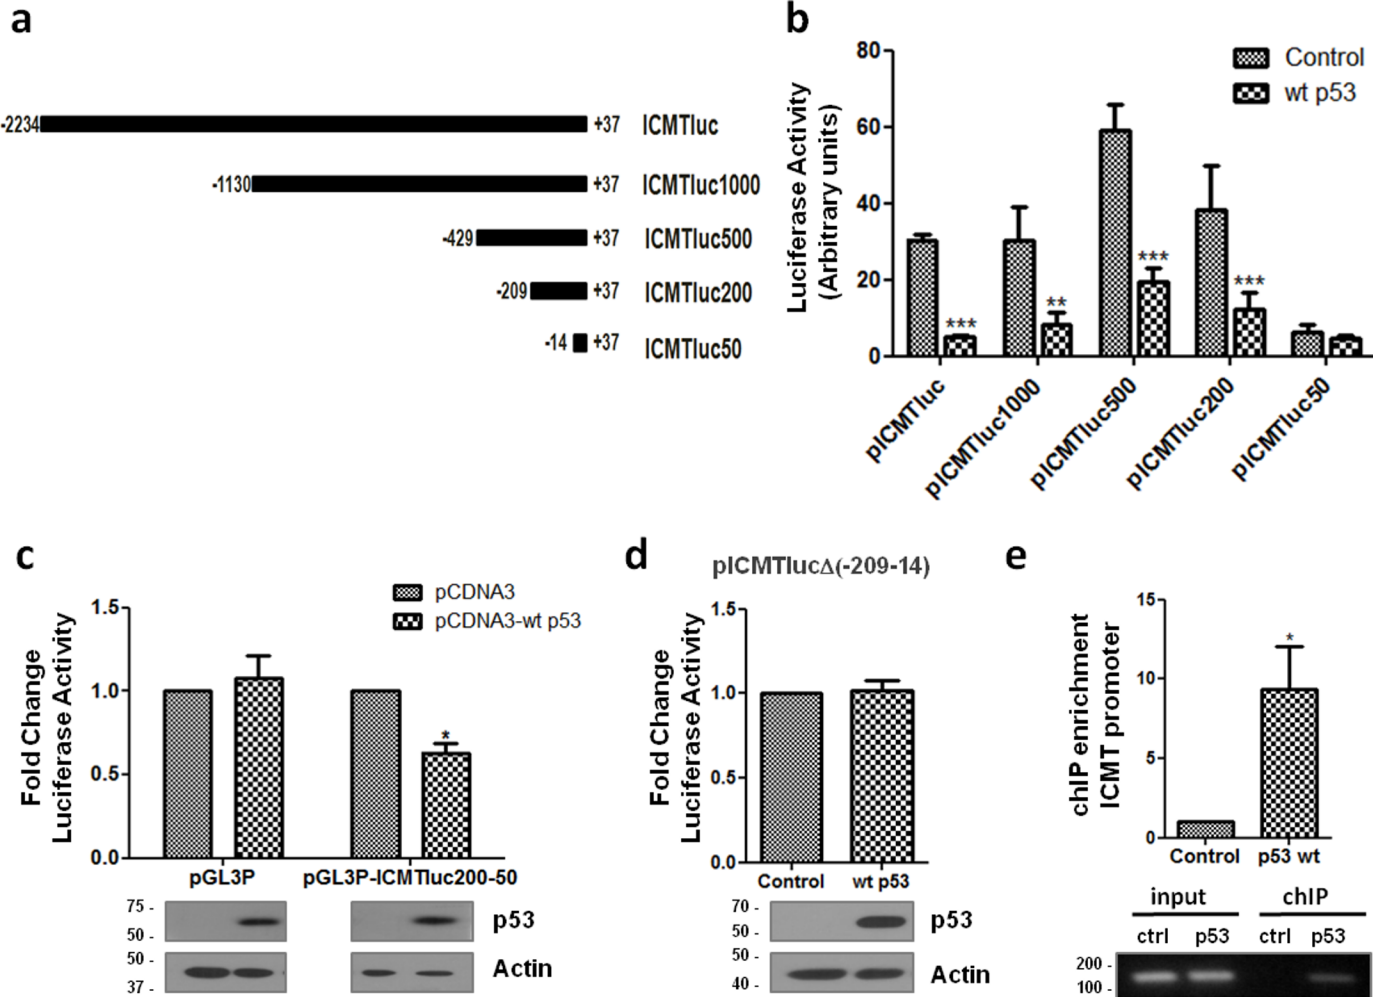 a
-2234 +37 ICMTluc
-1130 +37 ICMTluc1000
-429 +37 ICMTluc500
-209 +37 ICMTluc200
-14 +37 ICMTluc50
b
Luciferase Activity
(Arbitrary units)
80
60
40
20
0
Control
wt p53
***
**
***
***
pICMTluc
pICMTluc1000
pICMTluc500
pICMTluc200
pICMTluc50
c
Fold Change
Luciferase Activity
1.5
1.0
0.5
0.0
pCDNA3
pCDNA3-wt p53
*
pGL3P
pGL3P-ICMTluc200-50
75 -
50 -
p53
50 -
37 -
Actin
d
pICMTlucΔ(-209-14)
Fold Change
Luciferase Activity
1.5
1.0
0.5
0.0
Control
wt p53
70 -
50 -
p53
50 -
40 -
Actin
e
chIP enrichment
ICMT promoter
15
10
5
0
*
Control
p53 wt
input chIP
ctrl p53 ctrl p53
200 -
100 -